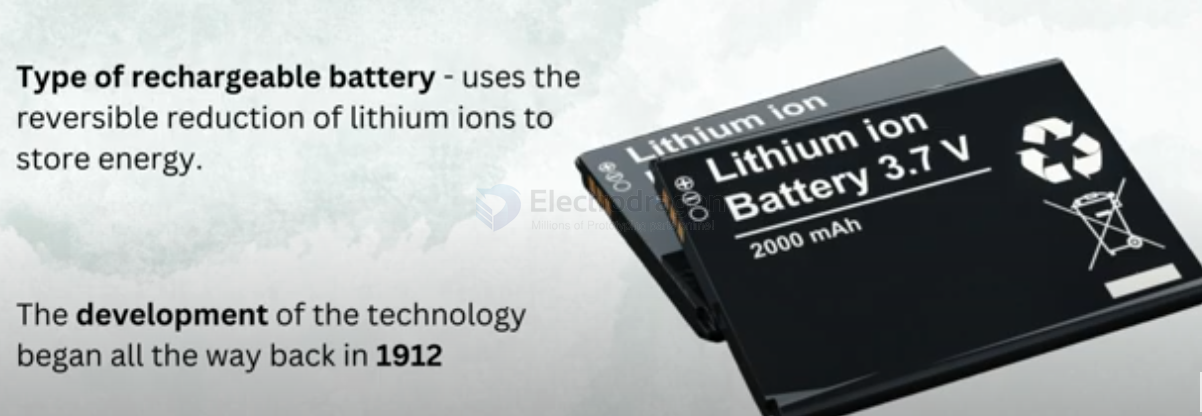 Type of rechargeable battery - uses the
reversible reduction of lithium ions to
store energy.
The development of the technology
began all the way back in 1912
Lithium ion
Lithium ion
Battery 3.7 V
2000 mAh